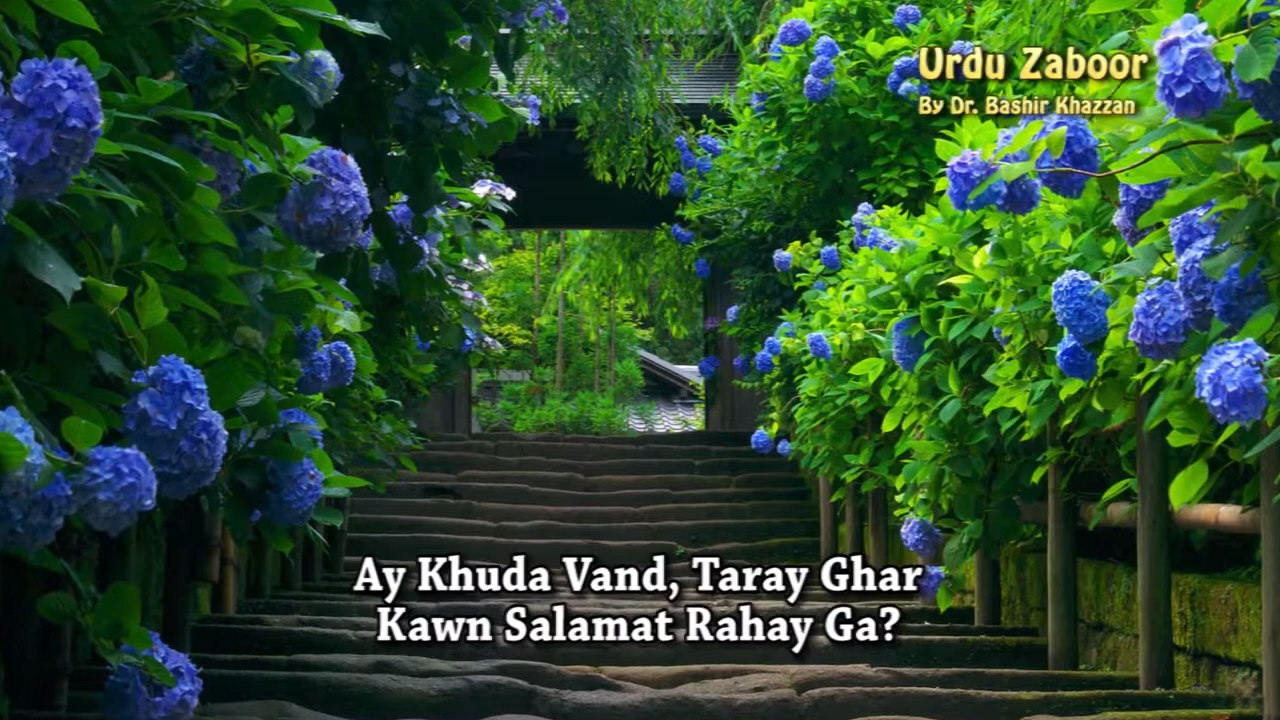 Urdu Zaboor
By Dr. Bashir Khazzan
Ay Khuda Vand, Taray Ghar
Kawn Salamat Rahay Ga?